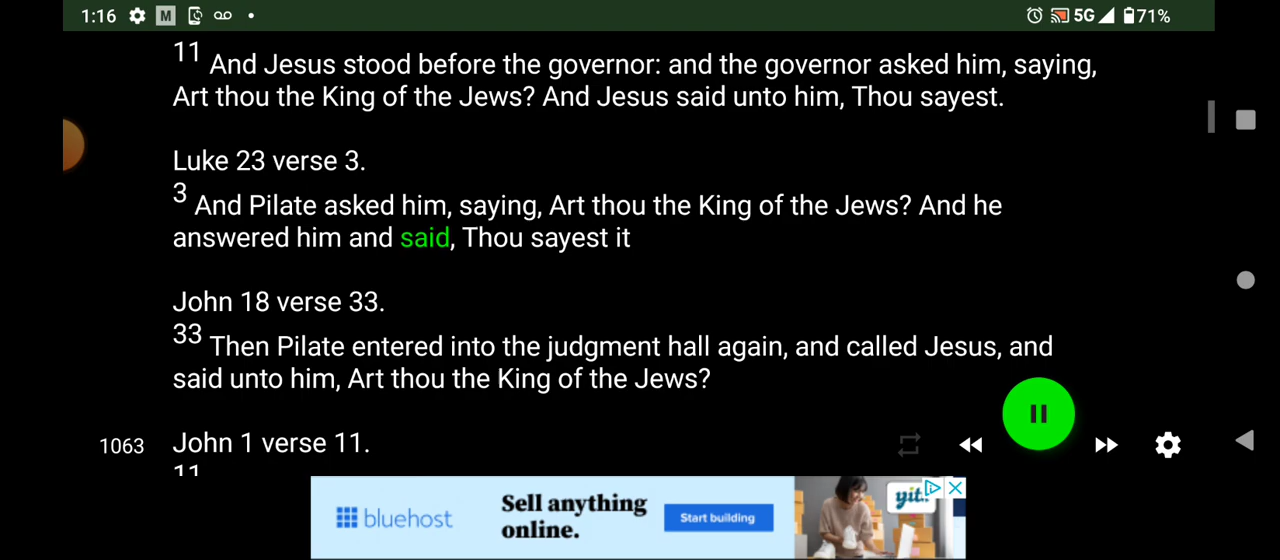 1:16 M 5G 71%
11 And Jesus stood before the governor: and the governor asked him, saying,
Art thou the King of the Jews? And Jesus said unto him, Thou sayest.
Luke 23 verse 3.
3 And Pilate asked him, saying, Art thou the King of the Jews? And he
answered him and said, Thou sayest it
John 18 verse 33.
33 Then Pilate entered into the judgment hall again, and called Jesus, and
said unto him, Art thou the King of the Jews?
1063 John 1 verse 11.
11
bluehost
Sell anything
online.
Start building
yit